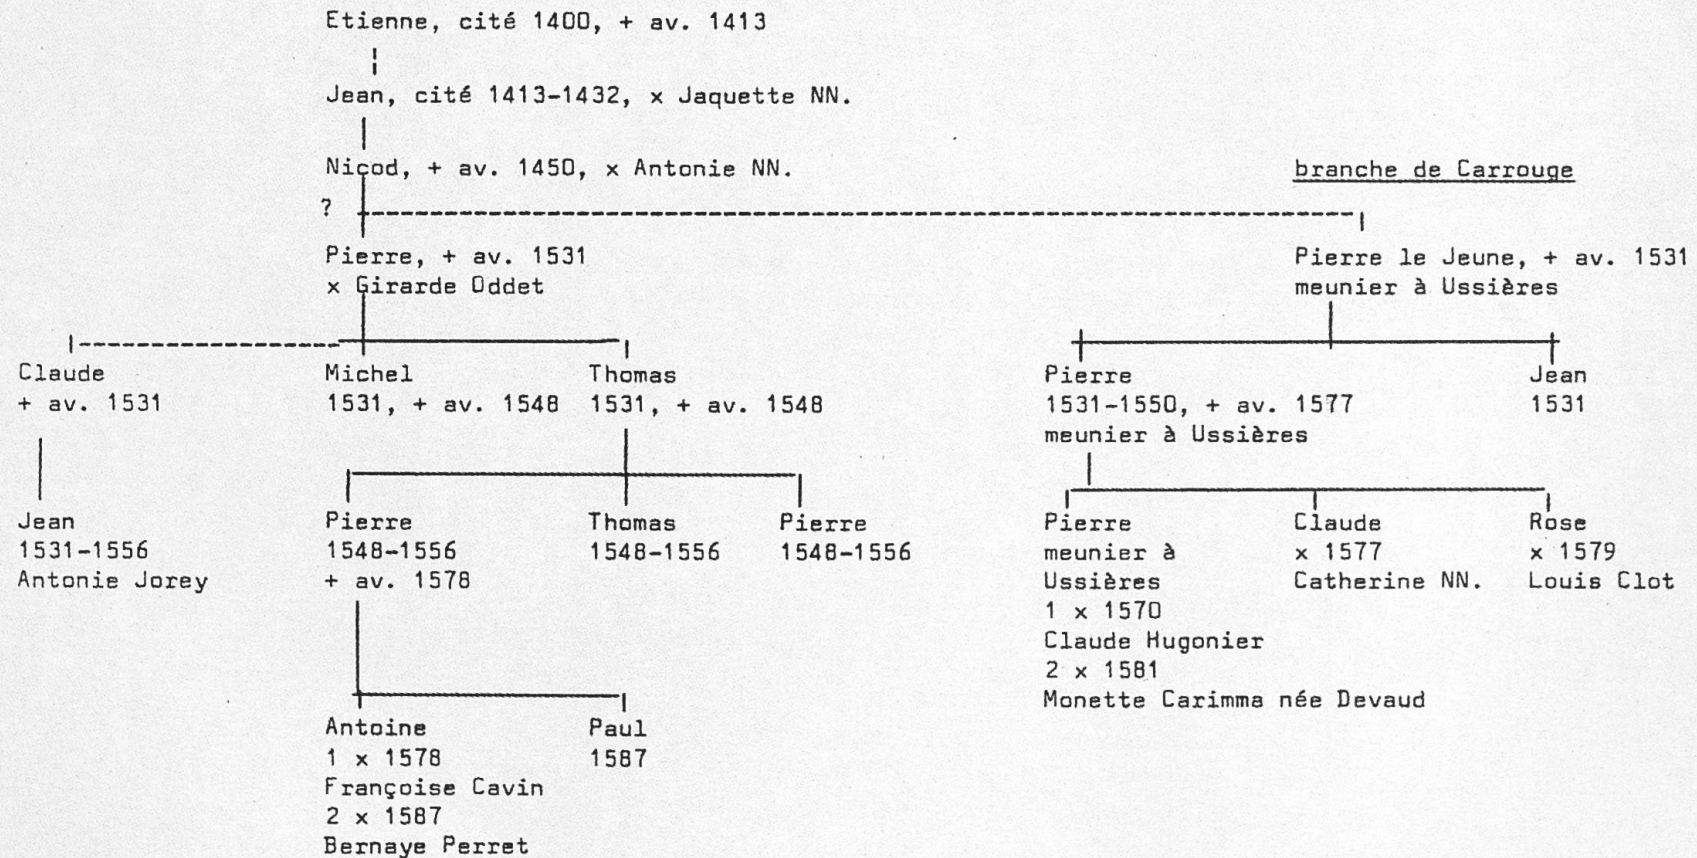 Etienne, cité 1400, + av. 1413
Jean, cité 1413-1432, x Jaquette NN.
Nicod, + av. 1450, x Antonie NN.
branche de Carrouge
?
Pierre, + av. 1531
x Girarde Oddet
Pierre le Jeune, + av. 1531
meunier à Ussières
Claude
+ av. 1531
Michel
1531, + av. 1548
Thomas
1531, + av. 1548
Pierre
1531-1550, + av. 1577
meunier à Ussières
Jean
1531
Jean
1531-1556
Antonie Jorey
Pierre
1548-1556
+ av. 1578
Thomas
1548-1556
Pierre
1548-1556
Pierre
meunier à
Ussières
1 x 1570
Claude Hugonier
2 x 1581
Monette Carimma née Devaud
Claude
x 1577
Catherine NN.
Rose
x 1579
Louis Clot
Antoine
1 x 1578
Françoise Cavin
2 x 1587
Bernaye Perret
Paul
1587